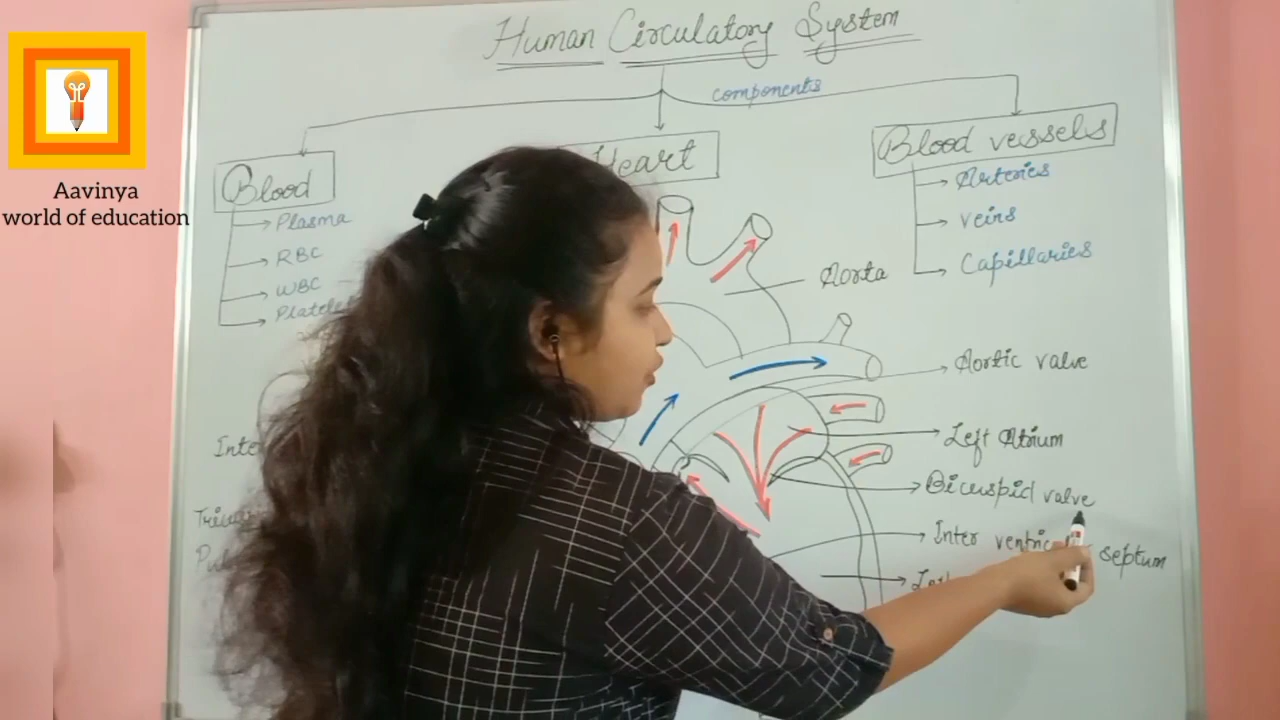 Human Circulatory System
components
Blood
Plasma
RBC
WBC
Heart
Blood vessels
Arteries
Veins
Capillaries
Aorta
Aortic valve
Left Atrium
Bicuspid valve
Inter septum
Aavinya
world of education